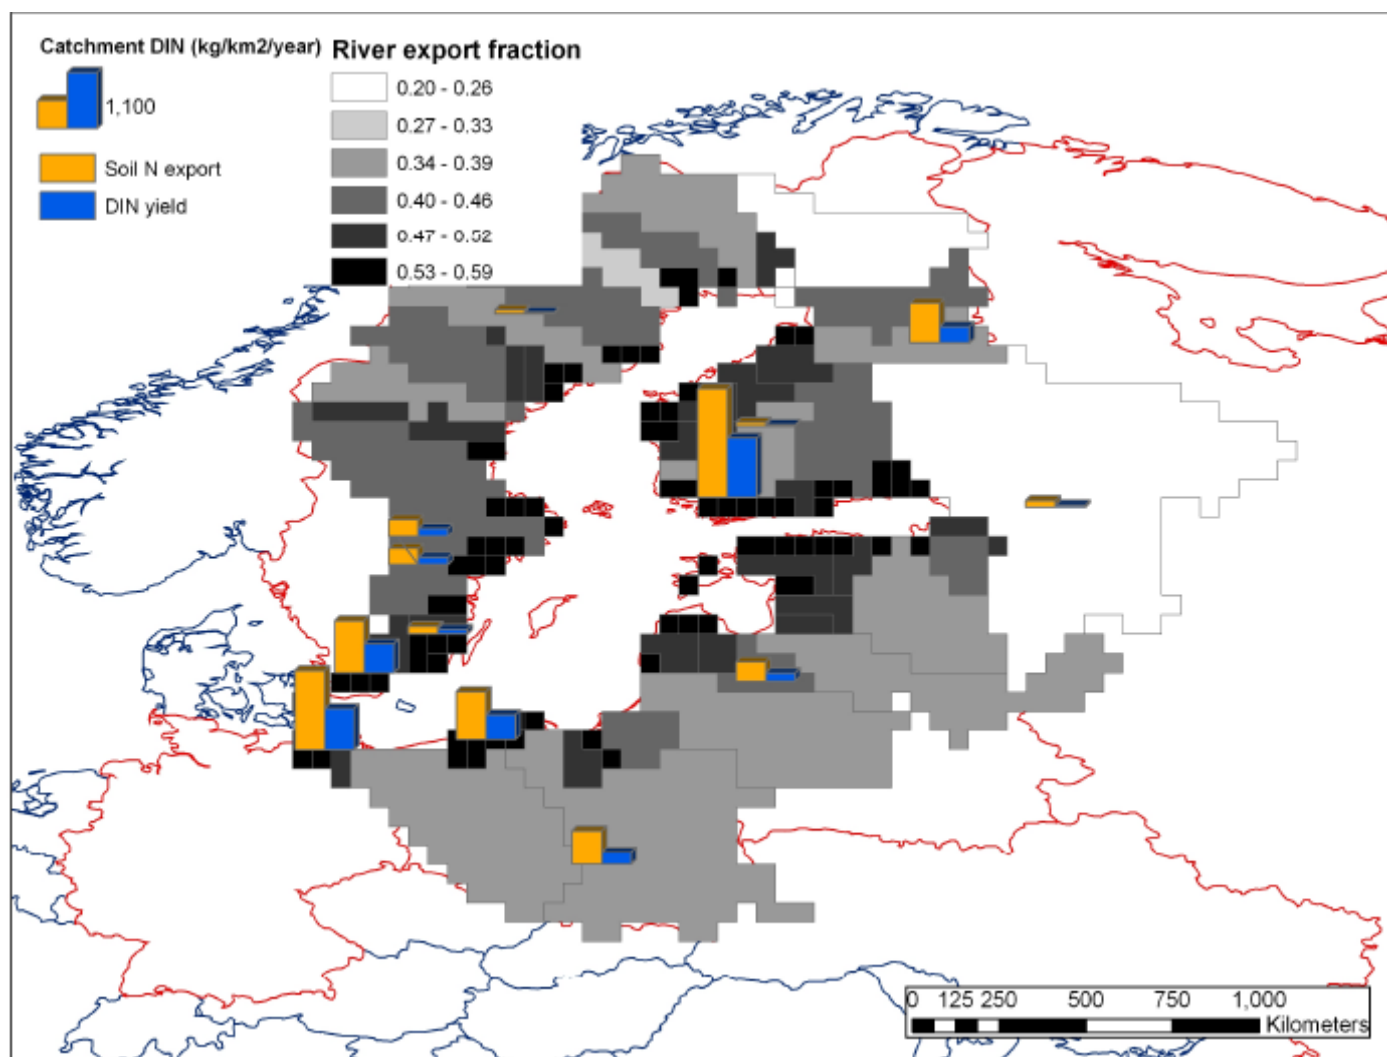 Catchment DIN (kg/km2/year)
1,100
Soil N export
DIN yield
River export fraction
0.20 - 0.26
0.27 - 0.33
0.34 - 0.39
0.40 - 0.46
0.47 - 0.52
0.53 - 0.59
0 125 250 500 750 1,000
Kilometers